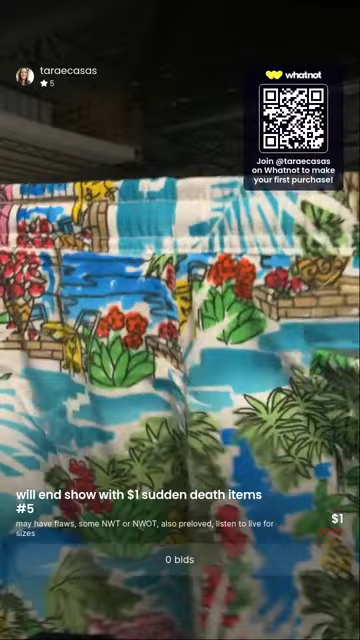 taraecasas
★ 5
whatnot
Join @taraecasas
on Whatnot to make
your first purchase!
will end show with $1 sudden death items
#5
$1
may have flaws, some NWT or NWOT, also preloved, listen to live for
sizes
0 bids